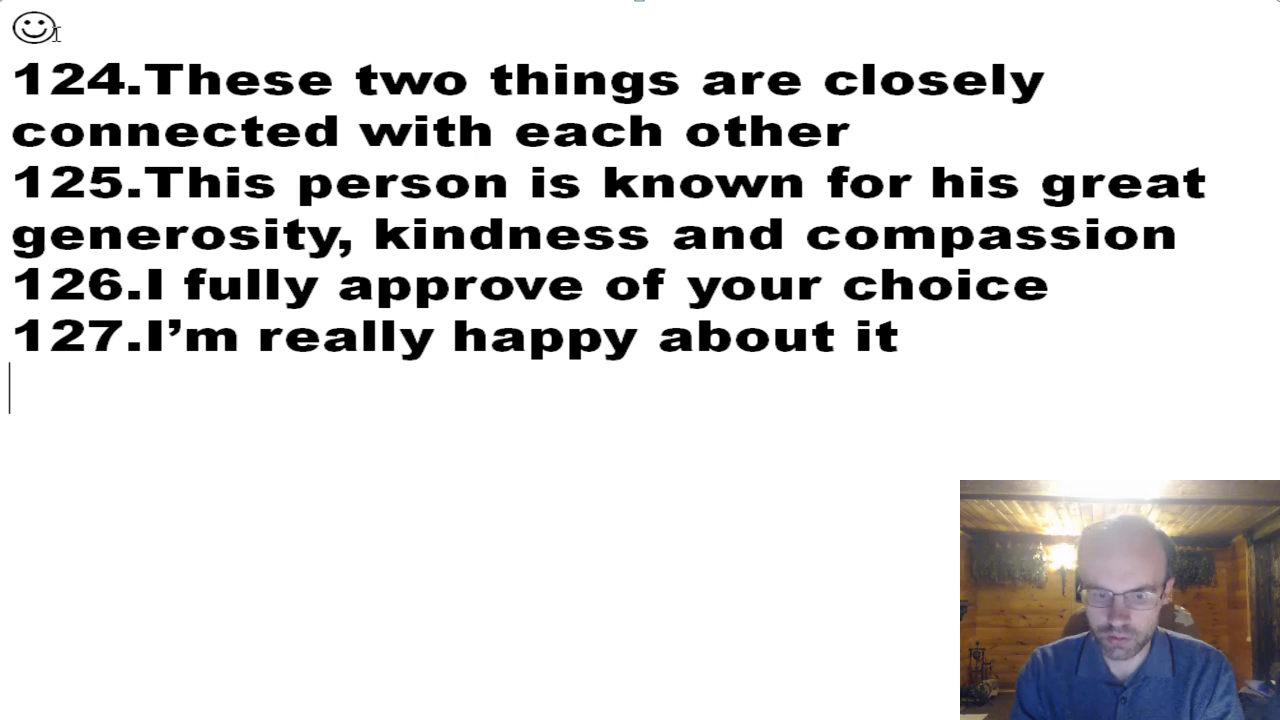 124.These two things are closely
connected with each other
125.This person is known for his great
generosity, kindness and compassion
126.I fully approve of your choice
127.I’m really happy about it